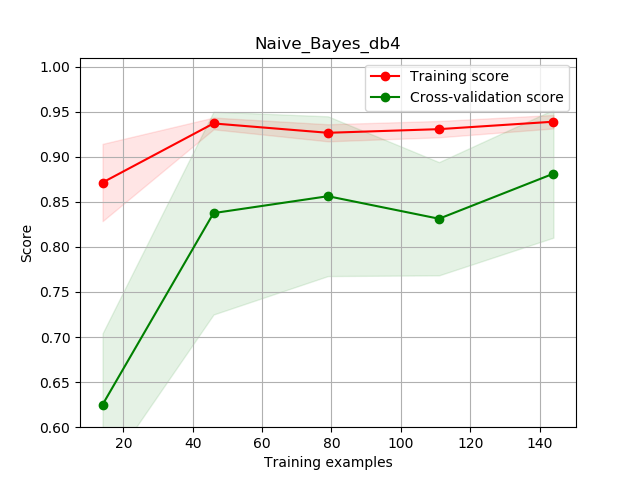 Naive_Bayes_db4
Training score
Cross-validation score
1.00
0.95
0.90
0.85
0.80
0.75
0.70
0.65
0.60
Score
20 40 60 80 100 120 140
Training examples